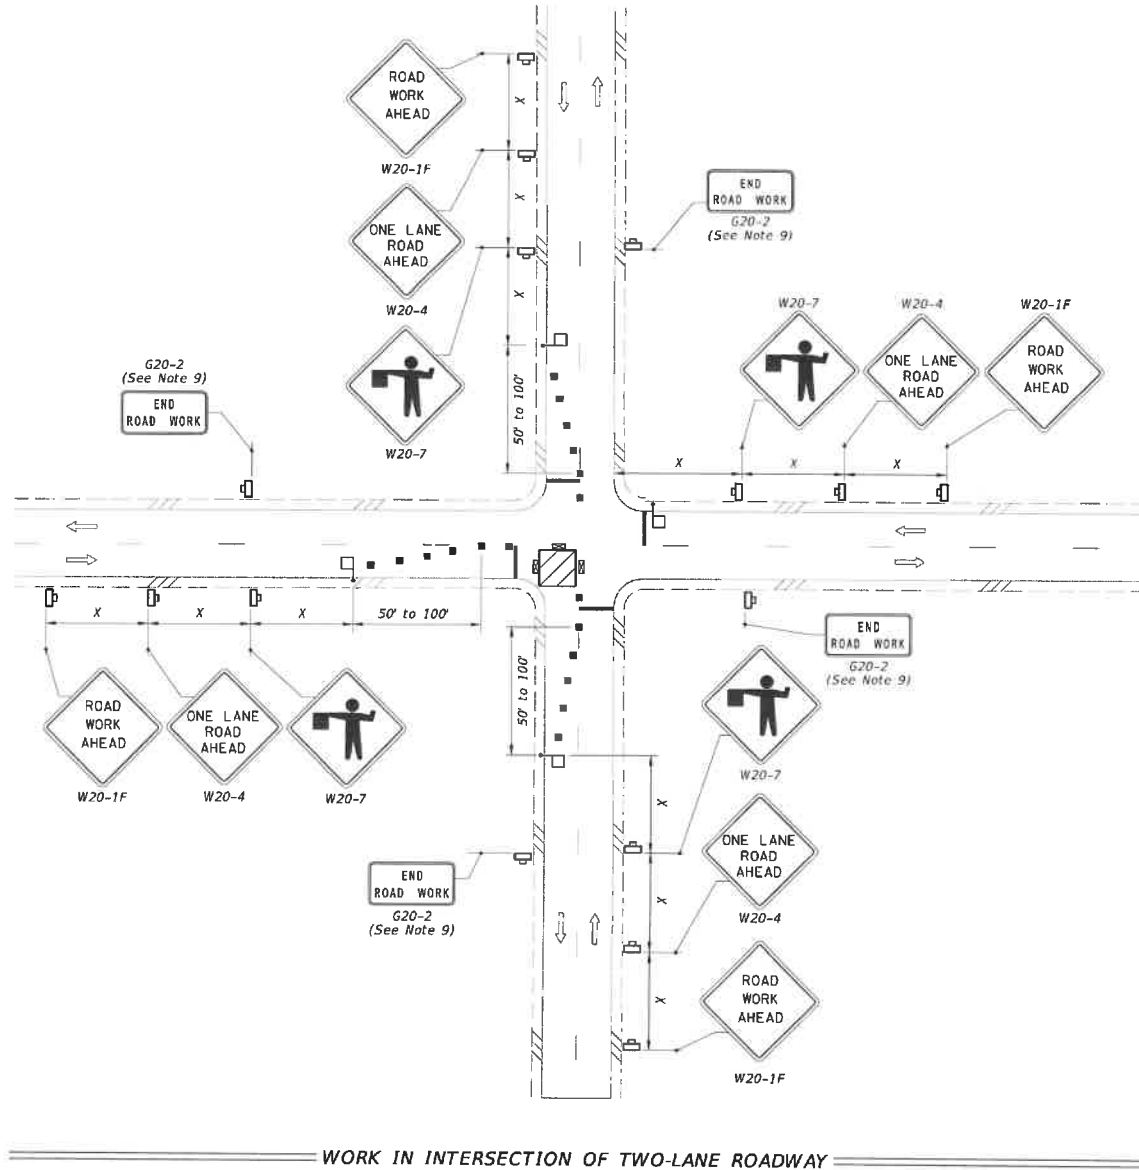 ROAD
WORK
AHEAD
W20-1F
X
ONE LANE
ROAD
AHEAD
W20-4
X
W20-7
X
50' to 100'
END
ROAD WORK
G20-2
(See Note 9)
W20-7
W20-4
W20-1F
ONE LANE
ROAD
AHEAD
ROAD
WORK
AHEAD
X
X
X
G20-2
(See Note 9)
END
ROAD WORK
X
X
X
50' to 100'
ROAD
WORK
AHEAD
W20-1F
ONE LANE
ROAD
AHEAD
W20-4
W20-7
50' to 100'
END
ROAD WORK
G20-2
(See Note 9)
W20-7
X
ONE LANE
ROAD
AHEAD
W20-4
X
ROAD
WORK
AHEAD
W20-1F
X
END
ROAD WORK
G20-2
(See Note 9)
WORK IN INTERSECTION OF TWO-LANE ROADWAY